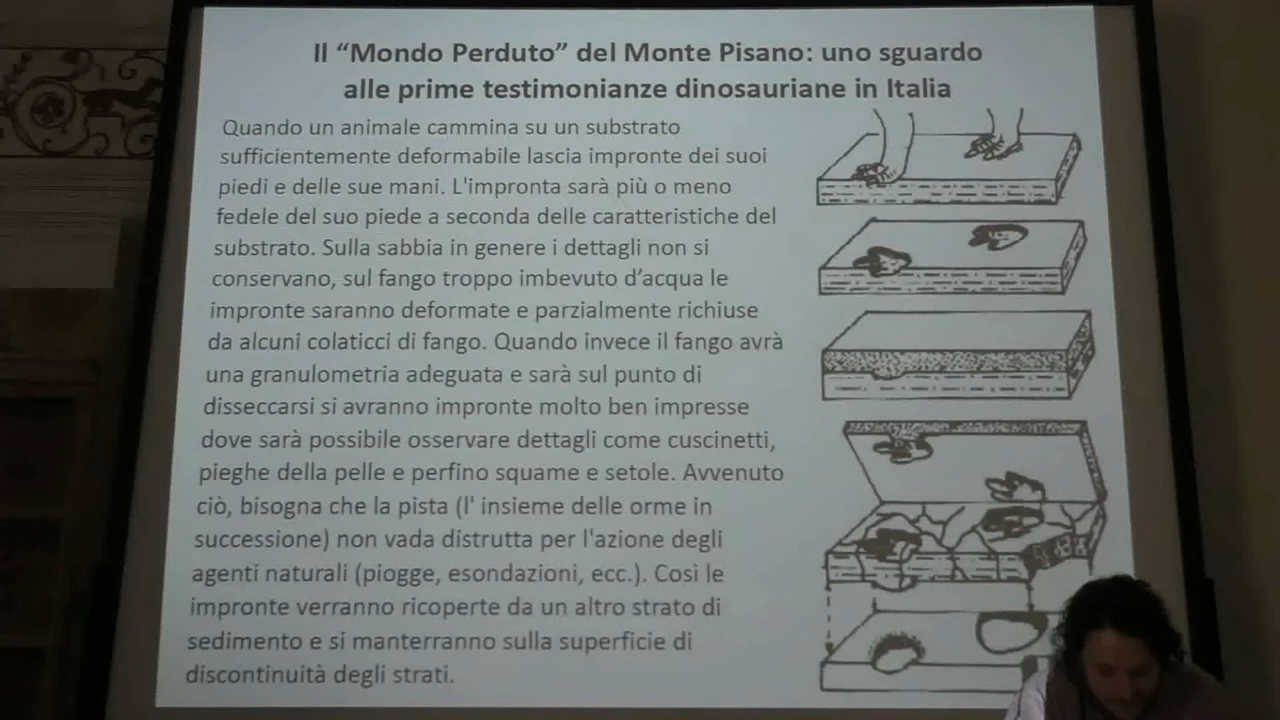 Il “Mondo Perduto” del Monte Pisano: uno sguardo
alle prime testimonianze dinosauriane in Italia
Quando un animale cammina su un substrato
sufficientemente deformabile lascia impronte dei suoi
piedi e delle sue mani. L'impronta sarà più o meno
fedele del suo piede a seconda delle caratteristiche del
substrato. Sulla sabbia in genere i dettagli non si
conservano, sul fango troppo imbevuto d’acqua le
impronte saranno deformate e parzialmente richiuse
da alcuni colaticci di fango. Quando invece il fango avrà
una granulometria adeguata e sarà sul punto di
disseccarsi si avranno impronte molto ben impresse
dove sarà possibile osservare dettagli come cuscinetti,
pieghe della pelle e perfino squame e setole. Avvenuto
ciò, bisogna che la pista (l' insieme delle orme in
successione) non vada distrutta per l'azione degli
agenti naturali (piogge, esondazioni, ecc.). Così le
impronte verranno ricoperte da un altro strato di
sedimento e si manterranno sulla superficie di
discontinuità degli strati.